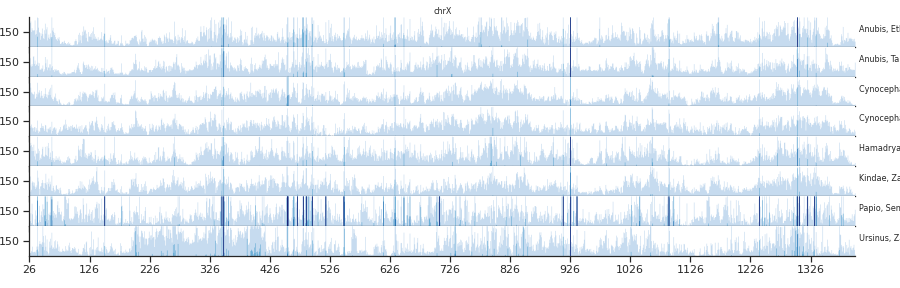 chrX
150 Anubis, Et
150 Anubis, Ta
150 Cynoceph
150 Cynoceph
150 Hamadrya
150 Kindae, Za
150 Papio, Sen
150 Ursinus, Z
26 126 226 326 426 526 626 726 826 926 1026 1126 1226 1326